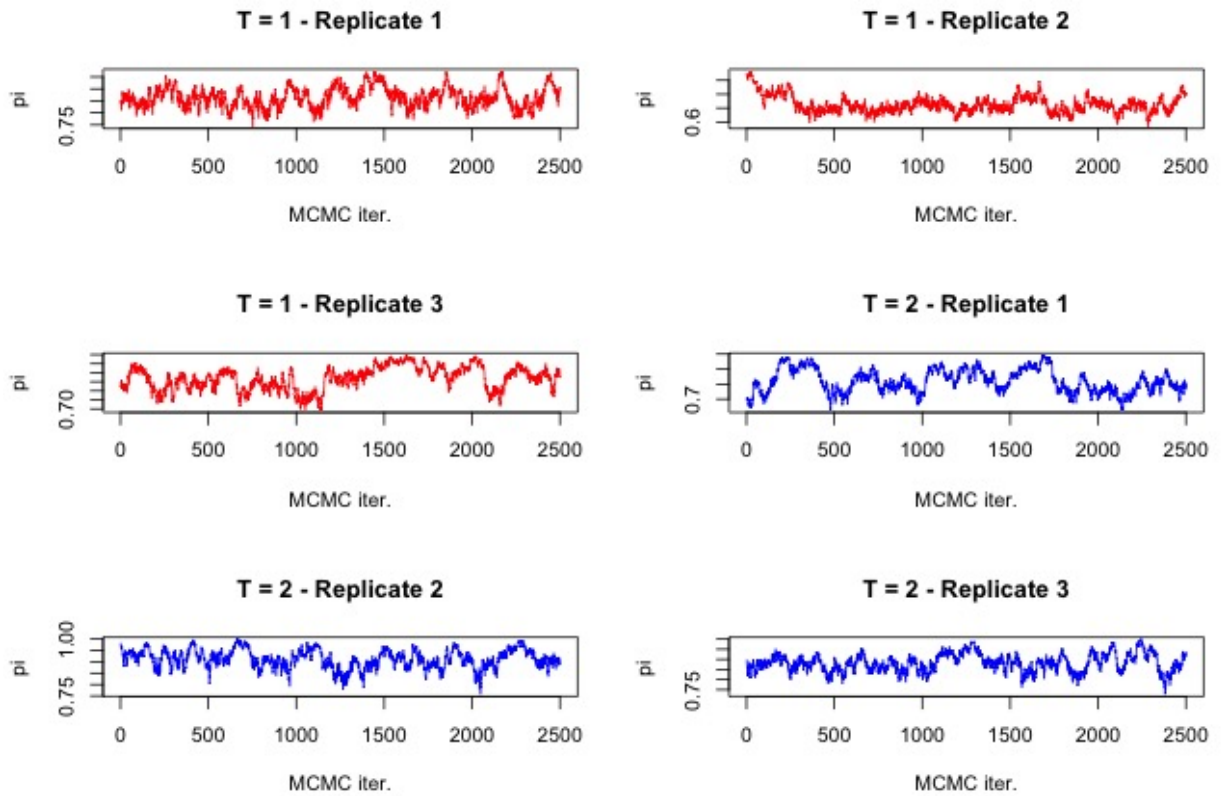 T = 1 - Replicate 1
pi
0.75
0 500 1000 1500 2000 2500
MCMC iter.
T = 1 - Replicate 2
pi
0.6
0 500 1000 1500 2000 2500
MCMC iter.
T = 1 - Replicate 3
pi
0.70
0 500 1000 1500 2000 2500
MCMC iter.
T = 2 - Replicate 1
pi
0.7
0 500 1000 1500 2000 2500
MCMC iter.
T = 2 - Replicate 2
pi
0.75 1.00
0 500 1000 1500 2000 2500
MCMC iter.
T = 2 - Replicate 3
pi
0.75
0 500 1000 1500 2000 2500
MCMC iter.